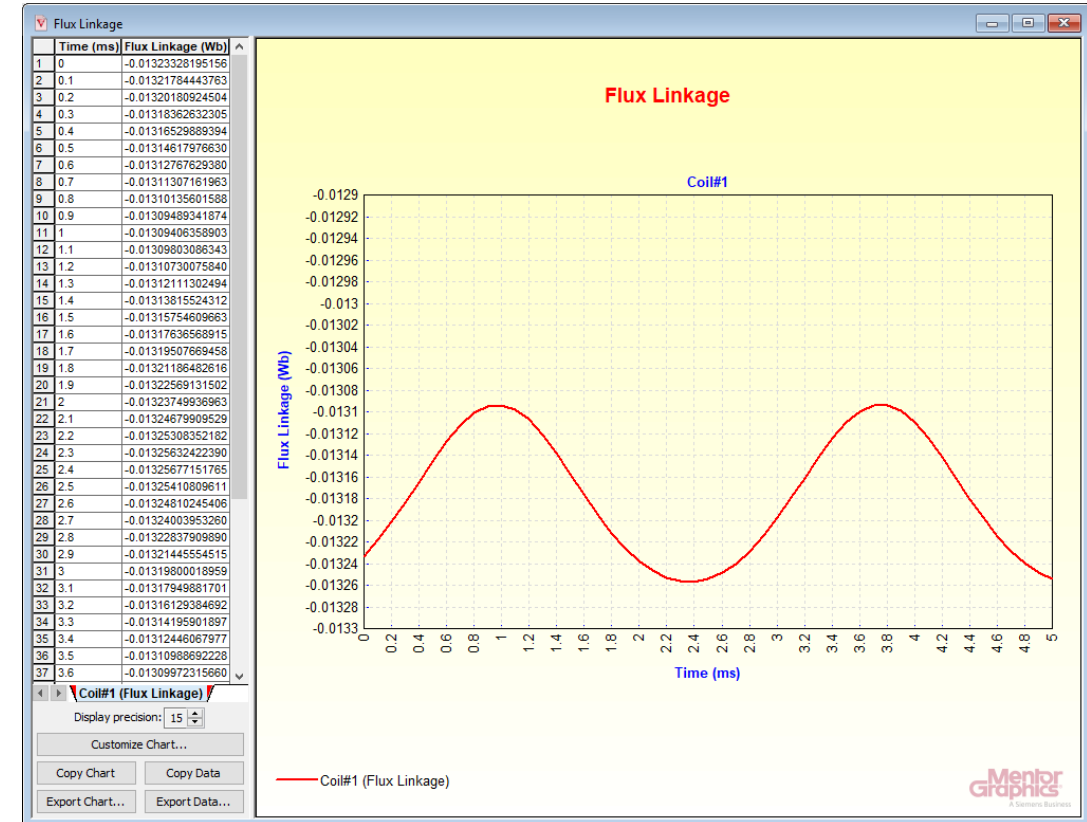 Flux Linkage
Time (ms) Flux Linkage (Wb)
1 0 -0.01323328195156
2 0.1 -0.01321784443763
3 0.2 -0.01320180924504
4 0.3 -0.01318362632305
5 0.4 -0.01316529889394
6 0.5 -0.01314617976630
7 0.6 -0.01312767629380
8 0.7 -0.01311307161963
9 0.8 -0.01310135601588
10 0.9 -0.01309489341874
11 1 -0.01309406358903
12 1.1 -0.01309803086343
13 1.2 -0.01310730075840
14 1.3 -0.01312111302494
15 1.4 -0.01313815524312
16 1.5 -0.01315754609663
17 1.6 -0.01317636568915
18 1.7 -0.01319507669458
19 1.8 -0.01321186482616
20 1.9 -0.01322569131502
21 2 -0.01323749936963
22 2.1 -0.01324679909529
23 2.2 -0.01325308352182
24 2.3 -0.01325632422390
25 2.4 -0.01325677151765
26 2.5 -0.01325410809611
27 2.6 -0.01324810245406
28 2.7 -0.01324003953260
29 2.8 -0.01322837909890
30 2.9 -0.01321445554515
31 3 -0.01319800018959
32 3.1 -0.01317949881701
33 3.2 -0.01316129384692
34 3.3 -0.01314195901897
35 3.4 -0.01312446067977
36 3.5 -0.01310988692228
37 3.6 -0.01309972315660
Coil#1 (Flux Linkage)
Display precision: 15
Customize Chart...
Copy Chart Copy Data
Export Chart... Export Data...
Flux Linkage
Coil#1
-0.0129
-0.01292
-0.01294
-0.01296
-0.01298
-0.013
-0.01302
-0.01304
-0.01306
-0.01308
-0.0131
-0.01312
-0.01314
-0.01316
-0.01318
-0.0132
-0.01322
-0.01324
-0.01326
-0.01328
-0.0133
Flux Linkage (Wb)
0 0.2 0.4 0.6 0.8 1 1.2 1.4 1.6 1.8 2 2.2 2.4 2.6 2.8 3 3.2 3.4 3.6 3.8 4 4.2 4.4 4.6 4.8 5
Time (ms)
Coil#1 (Flux Linkage)
Mentor
Graphics
A Siemens Business